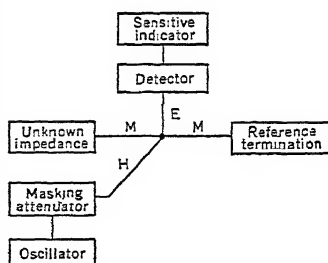 Sensitive
indicator
Detector
E
Unknown
impedance
M
M
Reference
termination
H
Masking
attenuator
Oscillator